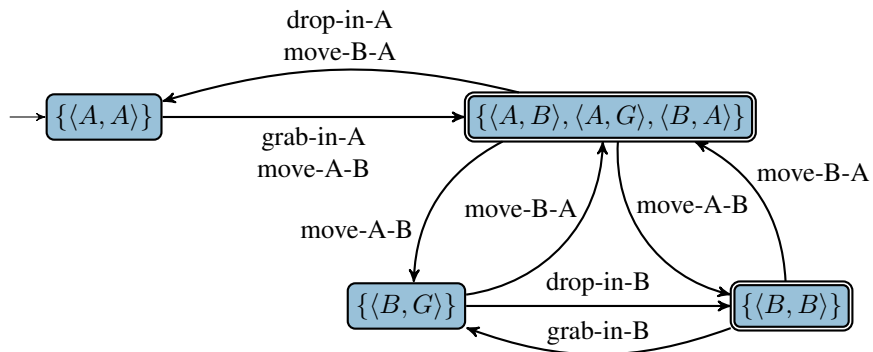 drop-in-A
move-B-A
{⟨A, A⟩}
{⟨A, B⟩, ⟨A, G⟩, ⟨B, A⟩}
grab-in-A
move-A-B
move-B-A
move-A-B
move-B-A
move-A-B
{⟨B, G⟩}
drop-in-B
{⟨B, B⟩}
grab-in-B